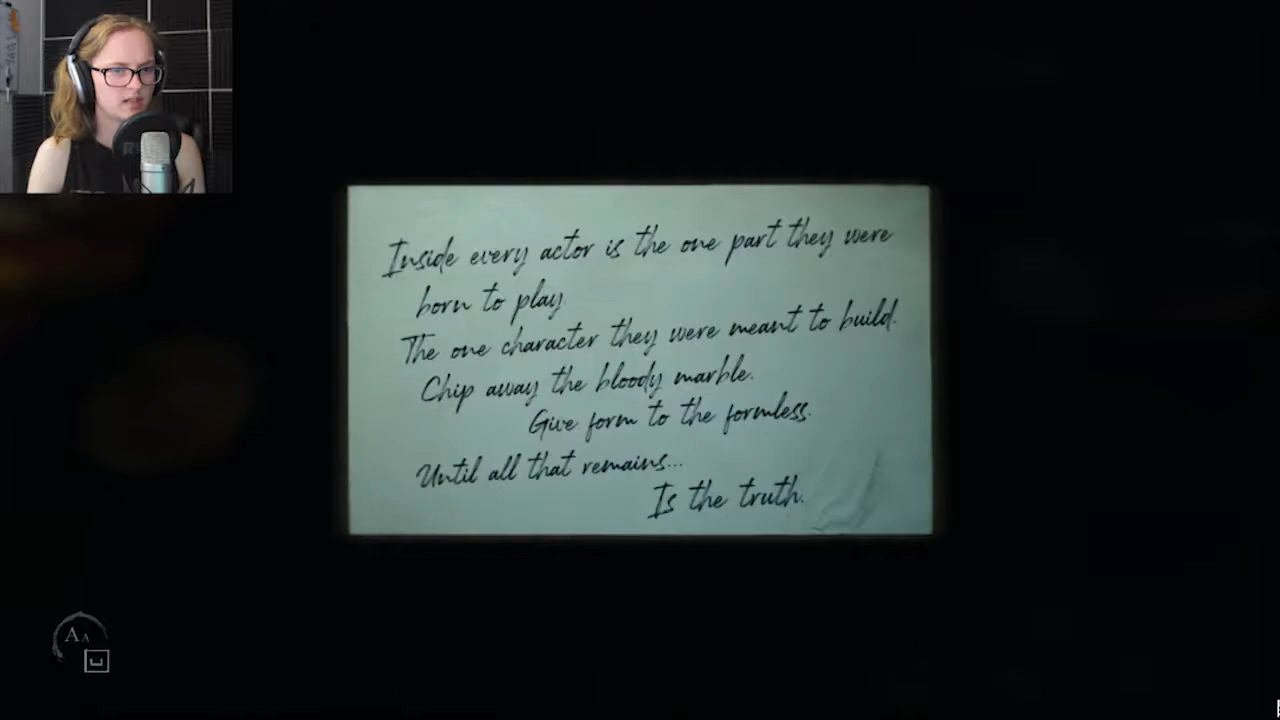 Inside every actor is the one part they were
born to play.
The one character they were meant to build.
Chip away the bloody marble.
Give form to the formless.
Until all that remains...
Is the truth.
AA